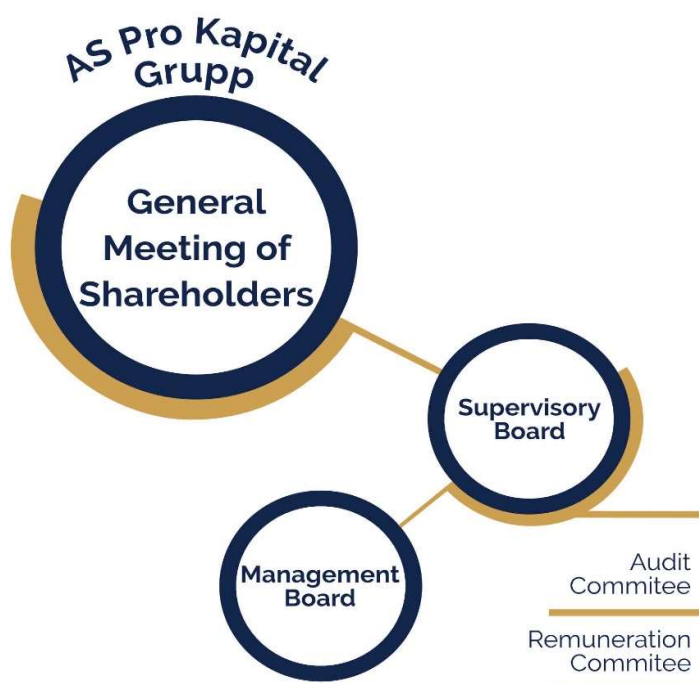 AS Pro Kapital
Grupp
General
Meeting of
Shareholders
Supervisory
Board
Management
Board
Audit
Commitee
Remuneration
Commitee